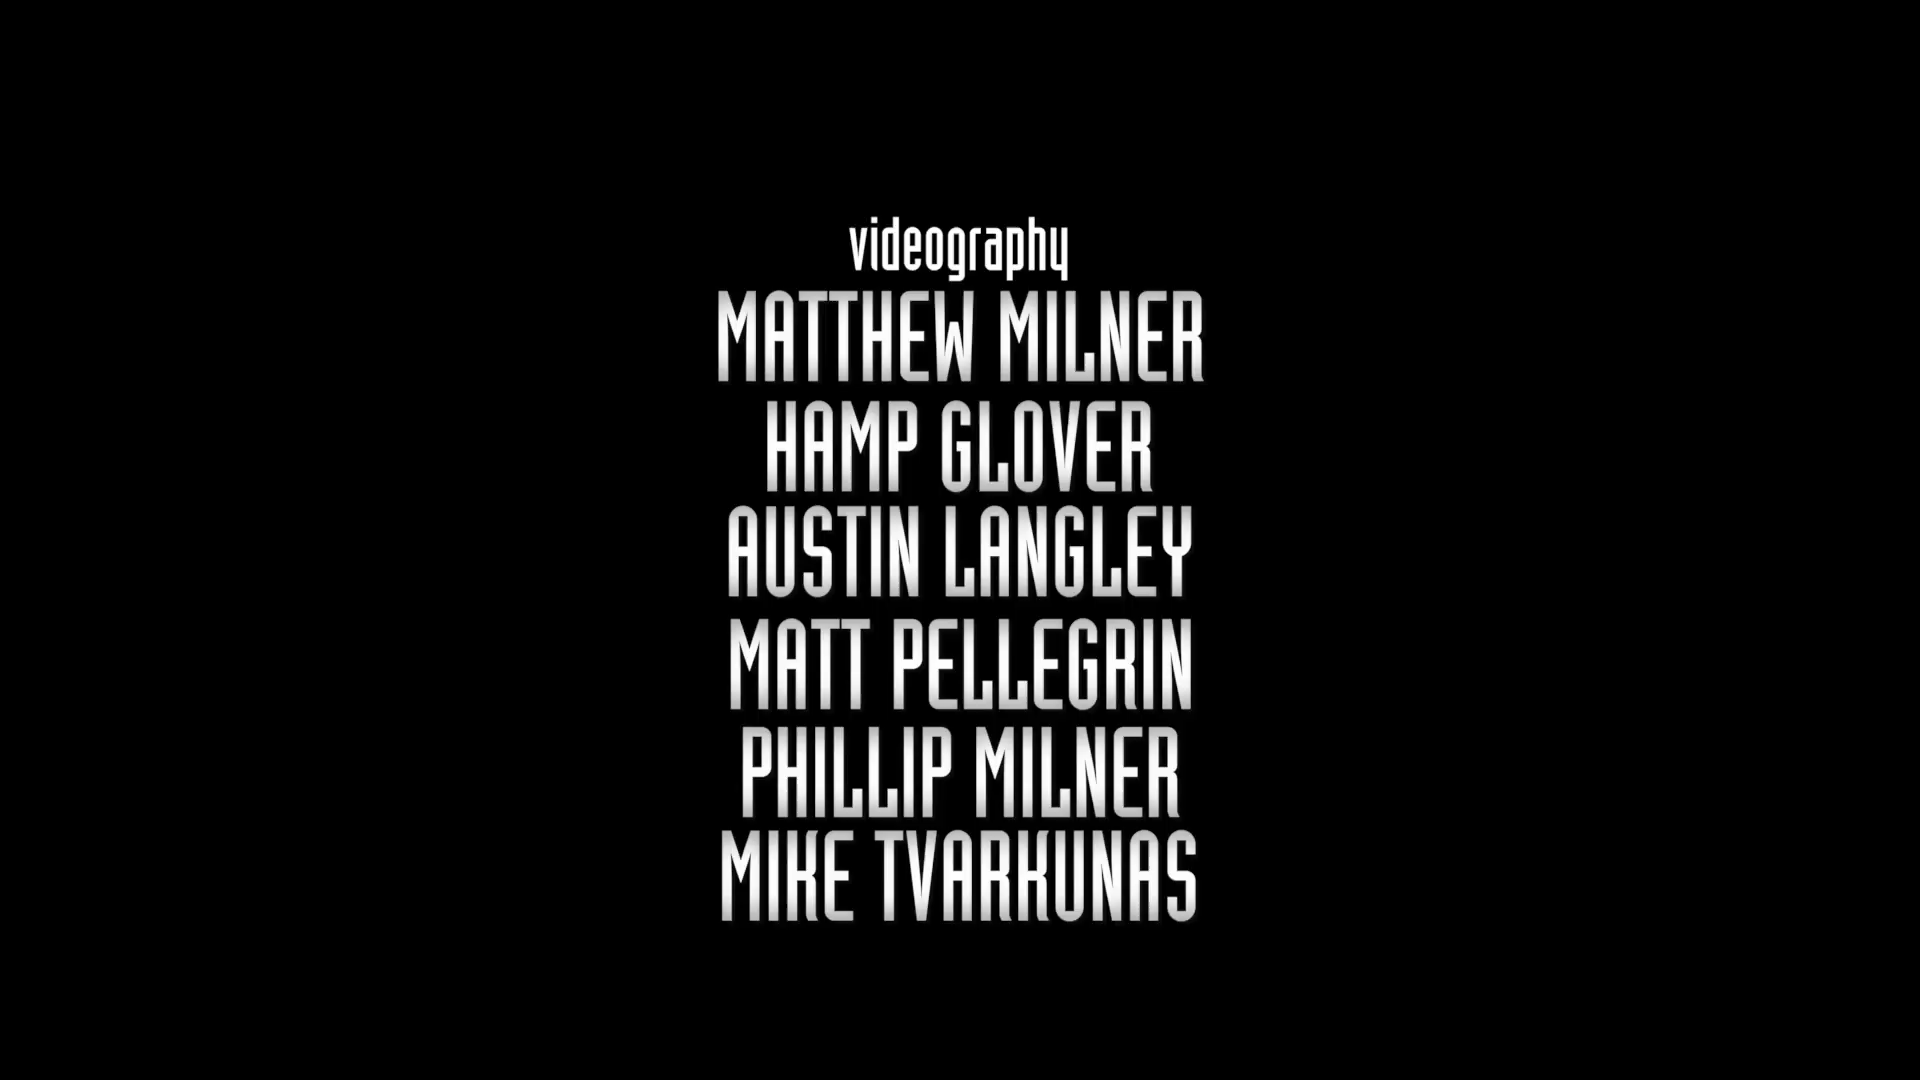 videography
MATTHEW MILNER
HAMP GLOVER
AUSTIN LANGLEY
MATT PELLEGRIN
PHILLIP MILNER
MIKE TVARKUNAS